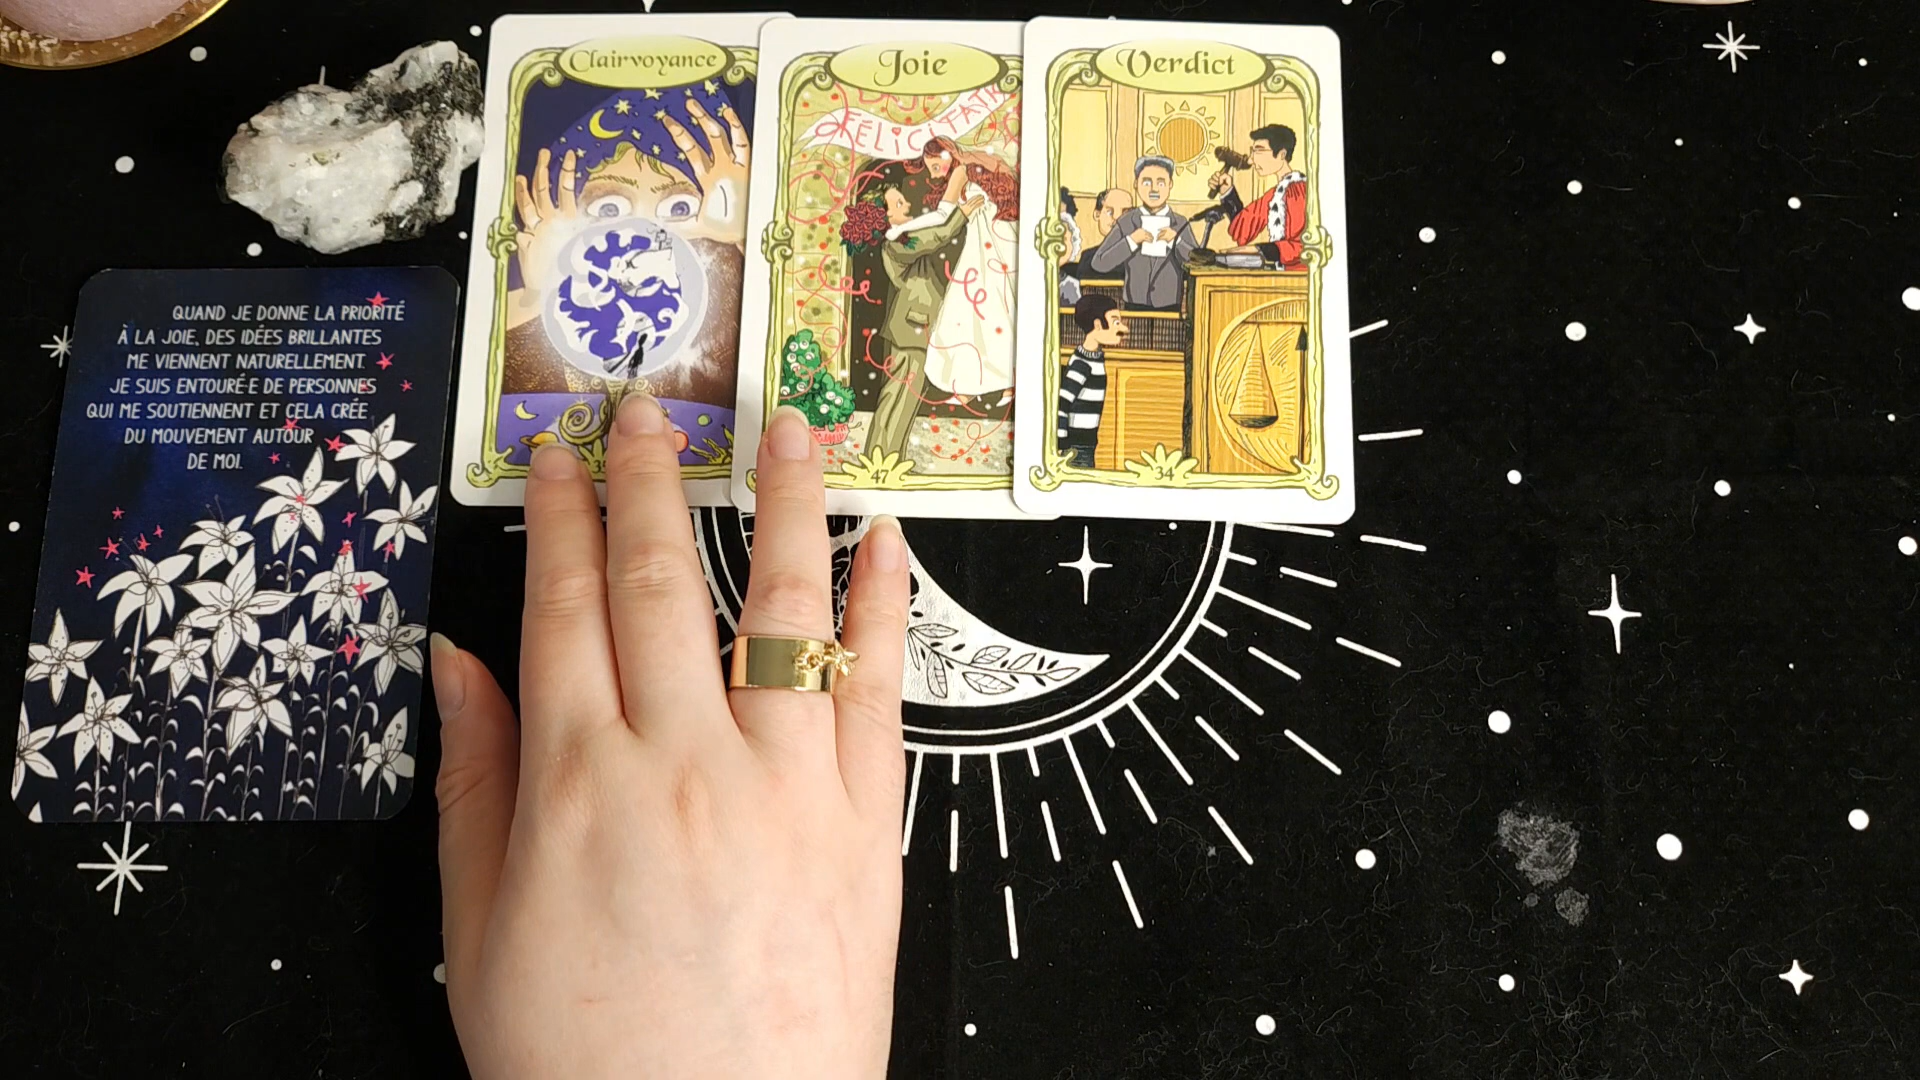 Clairvoyance
Joie
FÉLICITATI
47
Verdict
34
QUAND JE DONNE LA PRIORITÉ
À LA JOIE, DES IDÉES BRILLANTES
ME VIENNENT NATURELLEMENT.
JE SUIS ENTOURÉ·E DE PERSONNES
QUI ME SOUTIENNENT ET CELA CRÉE
DU MOUVEMENT AUTOUR
DE MOI.